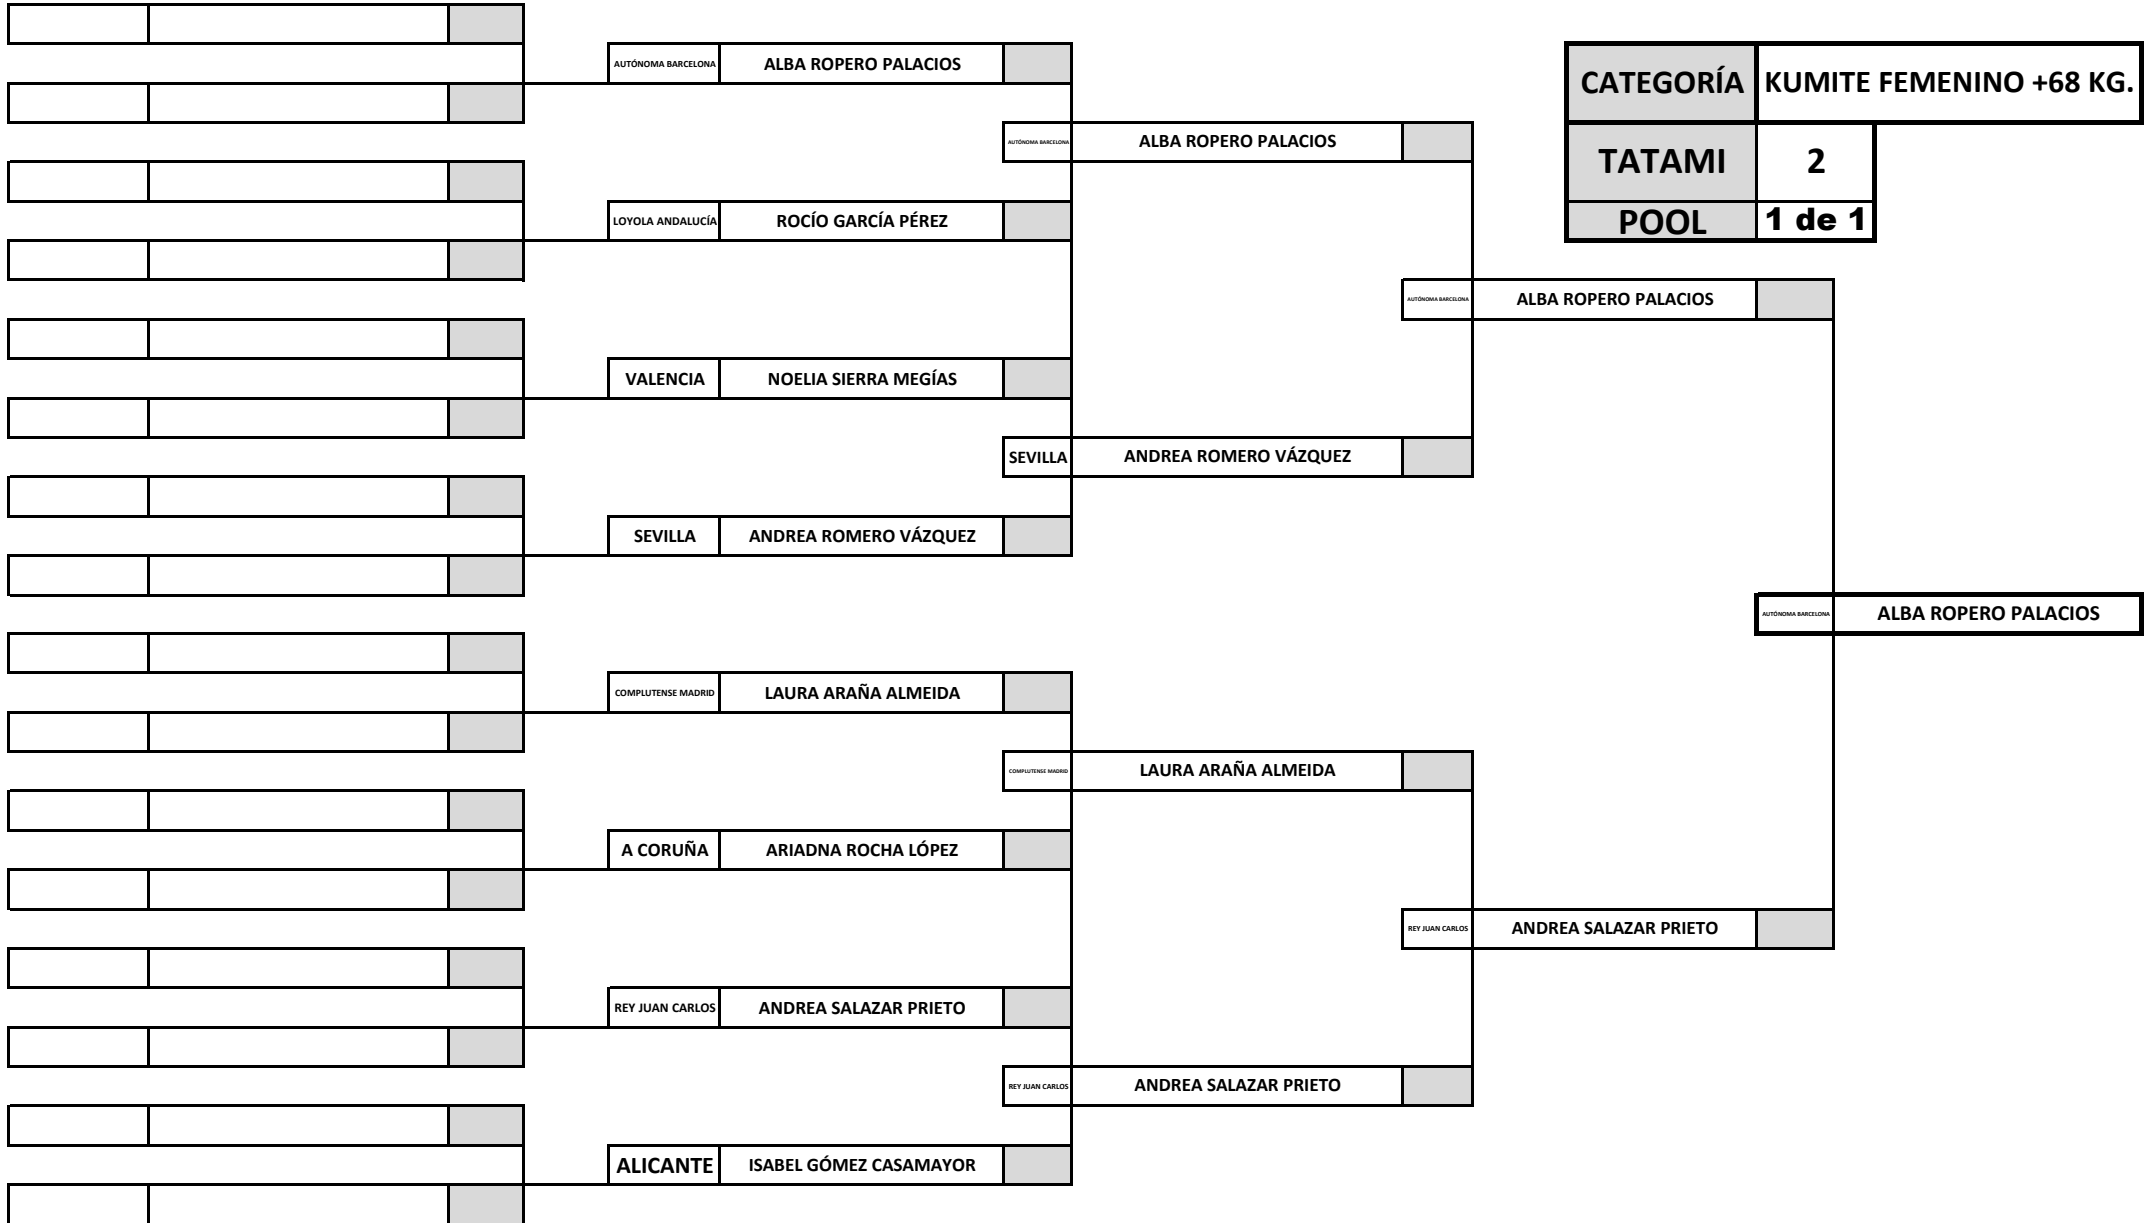 AUTÓNOMA BARCELONA ALBA ROPERO PALACIOS
CATEGORÍA KUMITE FEMENINO +68 KG.
AUTÓNOMA BARCELONA ALBA ROPERO PALACIOS
TATAMI 2
LOYOLA ANDALUCÍA ROCÍO GARCÍA PÉREZ
POOL 1 de 1
AUTÓNOMA BARCELONA ALBA ROPERO PALACIOS
VALENCIA NOELIA SIERRA MEGÍAS
SEVILLA ANDREA ROMERO VÁZQUEZ
SEVILLA ANDREA ROMERO VÁZQUEZ
AUTÓNOMA BARCELONA ALBA ROPERO PALACIOS
COMPLUTENSE MADRID LAURA ARAÑA ALMEIDA
COMPLUTENSE MADRID LAURA ARAÑA ALMEIDA
A CORUÑA ARIADNA ROCHA LÓPEZ
REY JUAN CARLOS ANDREA SALAZAR PRIETO
REY JUAN CARLOS ANDREA SALAZAR PRIETO
REY JUAN CARLOS ANDREA SALAZAR PRIETO
ALICANTE ISABEL GÓMEZ CASAMAYOR